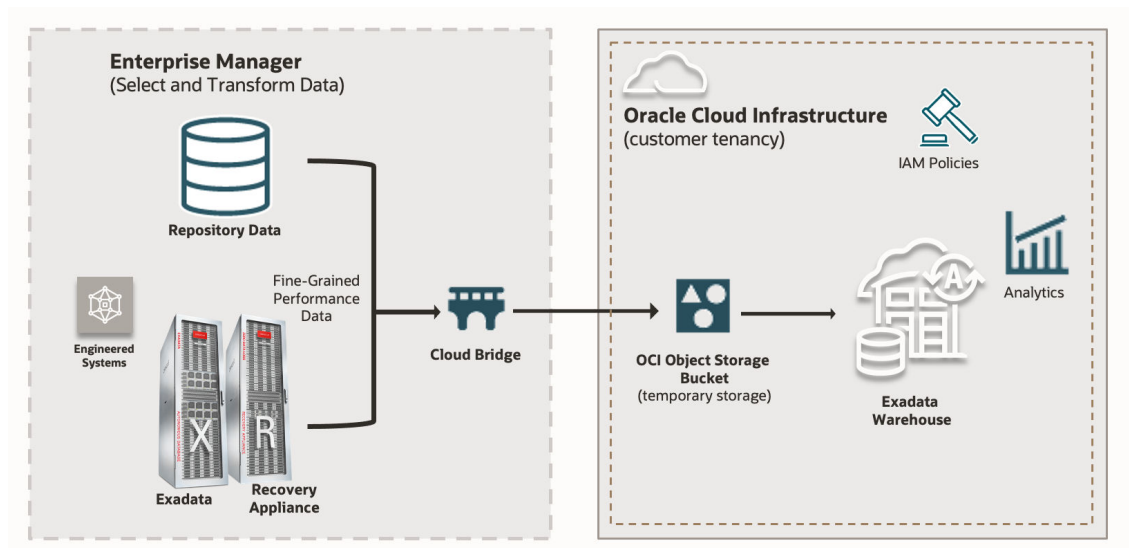 Enterprise Manager
(Select and Transform Data)
Repository Data
Fine-Grained
Performance
Data
Engineered
Systems
X
R
Exadata
Recovery
Appliance
Cloud Bridge
Oracle Cloud Infrastructure
(customer tenancy)
IAM Policies
A
Analytics
OCI Object Storage
Bucket
(temporary storage)
Exadata
Warehouse